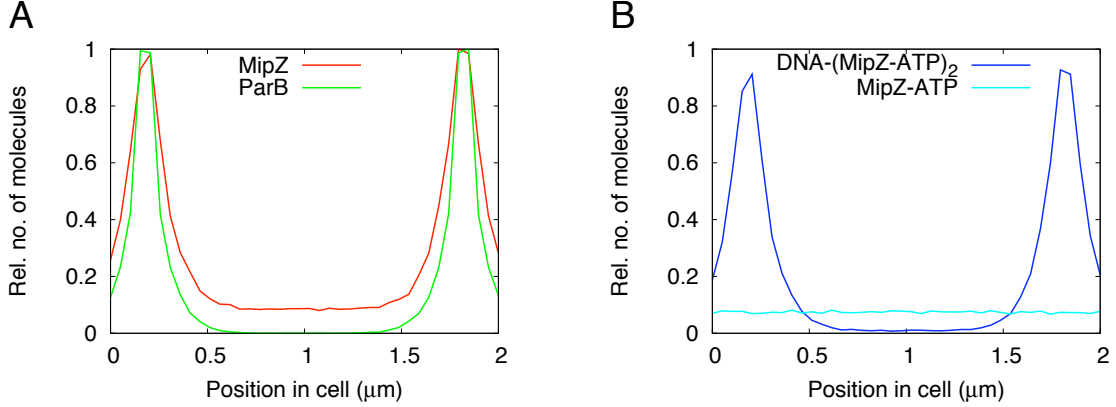 A
B
Rel. no. of molecules
1
0.8
0.6
0.4
0.2
0
MipZ
ParB
0
0.5
1
1.5
2
Position in cell (μm)
Rel. no. of molecules
1
0.8
0.6
0.4
0.2
0
DNA-(MipZ-ATP)2
MipZ-ATP
0
0.5
1
1.5
2
Position in cell (μm)